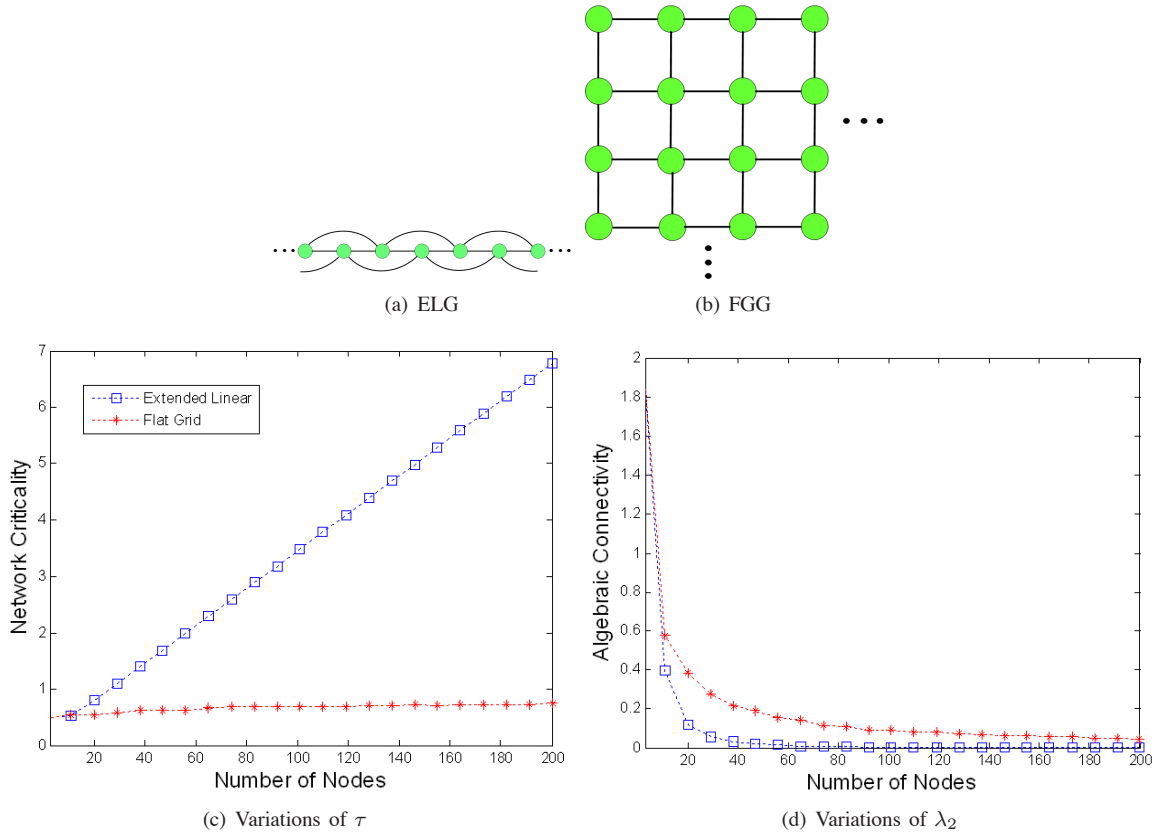 (a) ELG
(b) FGG
7
6
5
4
3
2
1
0
20 40 60 80 100 120 140 160 180 200
Network Criticality
Number of Nodes
Extended Linear
Flat Grid
(c) Variations of τ
2
1.8
1.6
1.4
1.2
1
0.8
0.6
0.4
0.2
0
20 40 60 80 100 120 140 160 180 200
Algebraic Connectivity
Number of Nodes
(d) Variations of λ₂